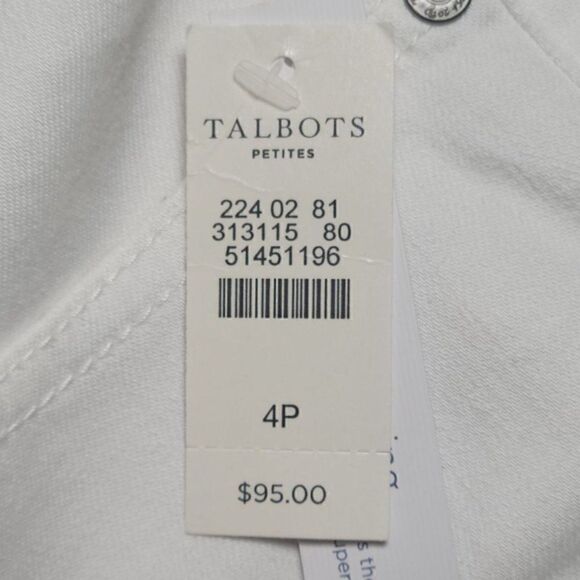 TALBOTS
PETITES
224 02 81
313115 80
51451196
4P
$95.00